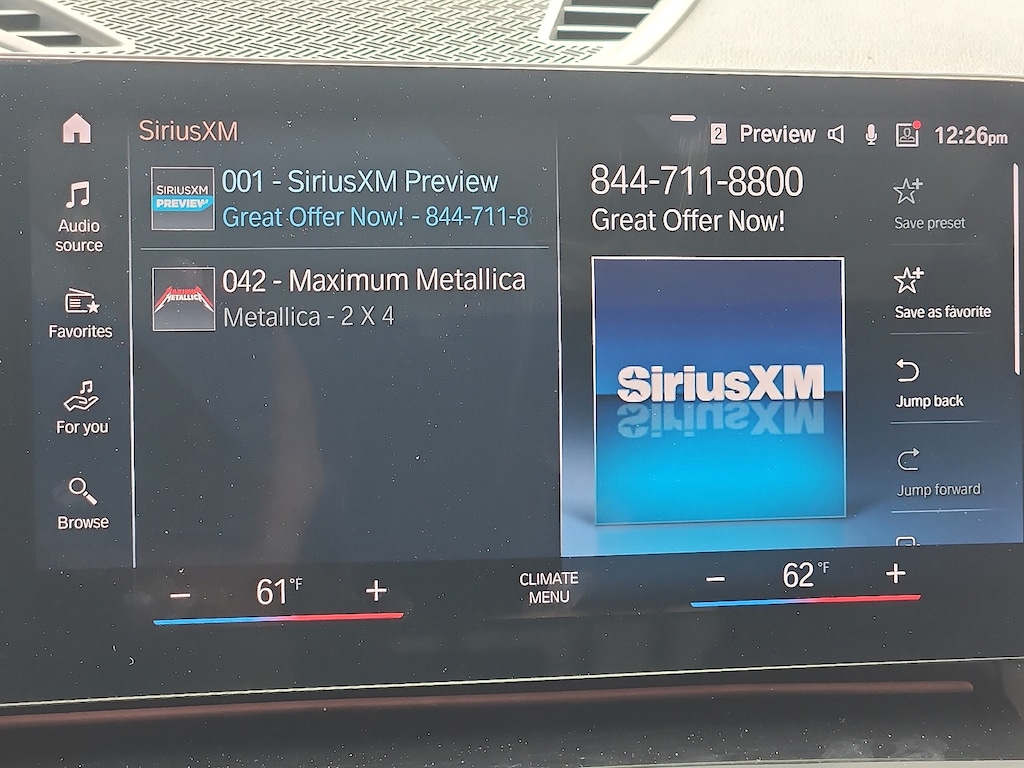 SiriusXM
2 Preview 12:26pm
Audio
source
Favorites
For you
Browse
SIRIUSXM
PREVIEW
001 - SiriusXM Preview
Great Offer Now! - 844-711-8
METALLICA
042 - Maximum Metallica
Metallica - 2 X 4
844-711-8800
Great Offer Now!
SiriusXM
Save preset
Save as favorite
Jump back
Jump forward
61°F
CLIMATE
MENU
62°F